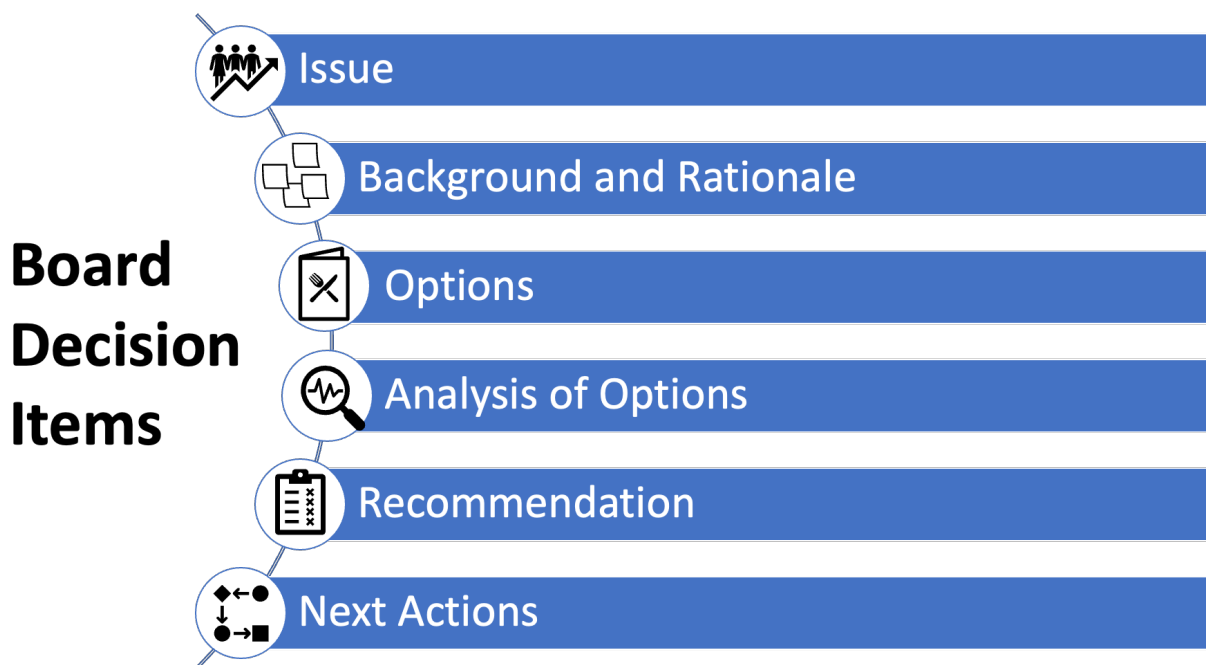 Board
Decision
Items
Issue
Background and Rationale
Options
Analysis of Options
Recommendation
Next Actions